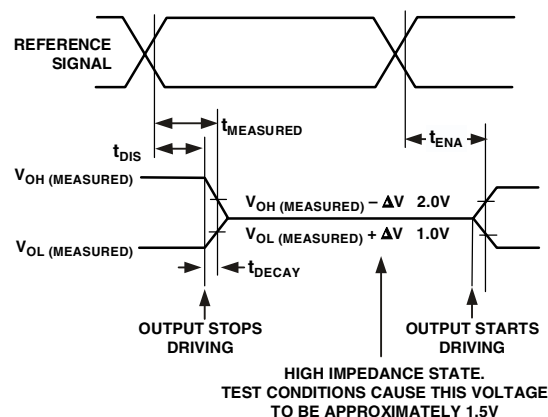 REFERENCE
SIGNAL
tMEASURED
tDIS
tENA
VOH (MEASURED)
VOH (MEASURED) – ΔV 2.0V
VOL (MEASURED) + ΔV 1.0V
VOL (MEASURED)
tDECAY
OUTPUT STOPS
DRIVING
OUTPUT STARTS
DRIVING
HIGH IMPEDANCE STATE.
TEST CONDITIONS CAUSE THIS VOLTAGE
TO BE APPROXIMATELY 1.5V